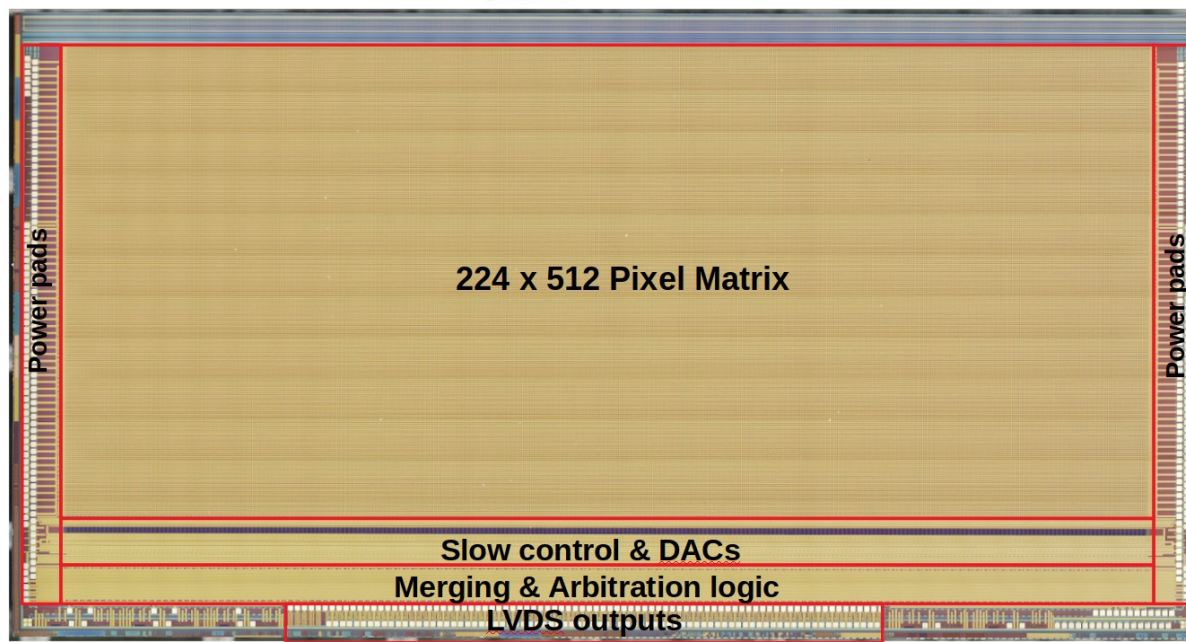 Power pads
224 x 512 Pixel Matrix
Power pads
Slow control & DACs
Merging & Arbitration logic
LVDS outputs